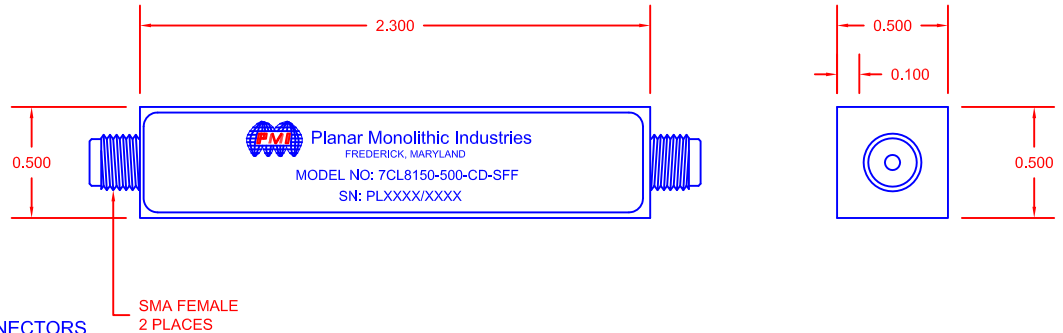 2.300
0.500
0.100
0.500
PMI Planar Monolithic Industries
FREDERICK, MARYLAND
MODEL NO: 7CL8150-500-CD-SFF
SN: PLXXXX/XXXX
0.500
SMA FEMALE
2 PLACES